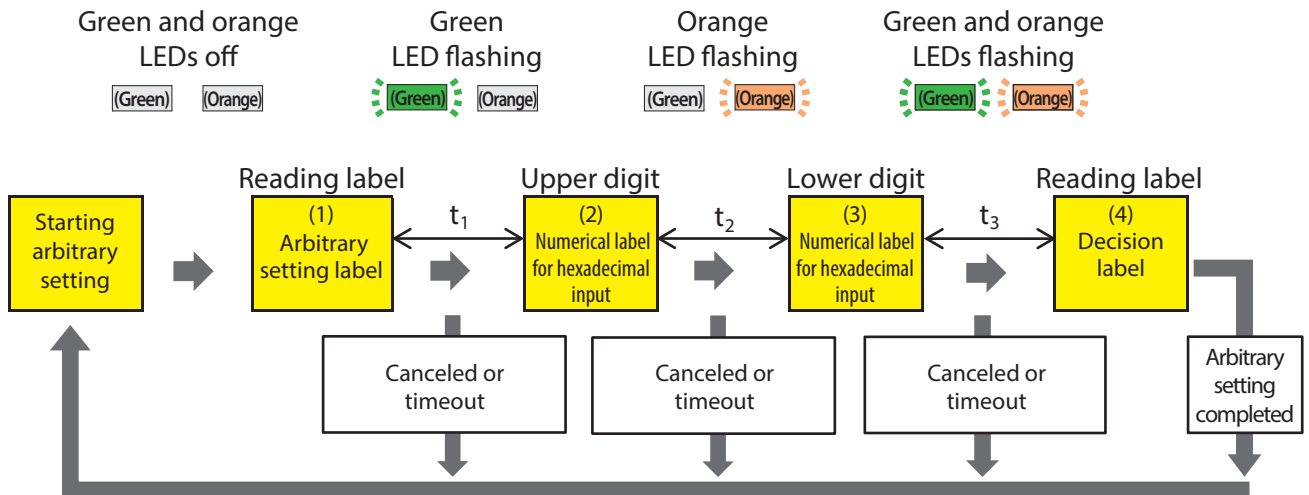 Green and orange
LEDs off
(Green) (Orange)
Green
LED flashing
(Green) (Orange)
Orange
LED flashing
(Green) (Orange)
Green and orange
LEDs flashing
(Green) (Orange)
Starting
arbitrary
setting
Reading label
(1)
Arbitrary
setting label
t1
Upper digit
(2)
Numerical label
for hexadecimal
input
t2
Lower digit
(3)
Numerical label
for hexadecimal
input
t3
Reading label
(4)
Decision
label
Canceled or
timeout
Canceled or
timeout
Canceled or
timeout
Arbitrary
setting
completed